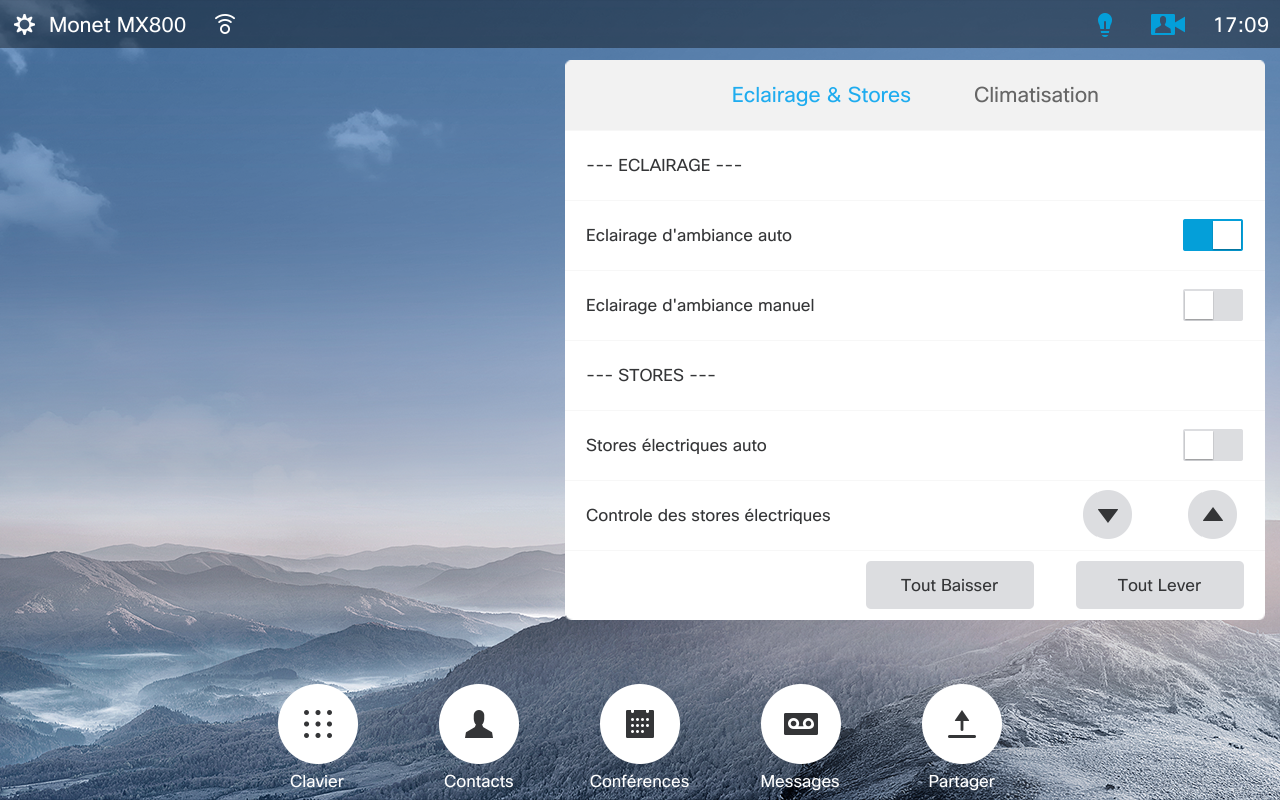 Monet MX800
17:09
Eclairage & Stores
Climatisation
--- ECLAIRAGE ---
Eclairage d'ambiance auto
Eclairage d'ambiance manuel
--- STORES ---
Stores électriques auto
Controle des stores électriques
Tout Baisser
Tout Lever
Clavier
Contacts
Conférences
Messages
Partager